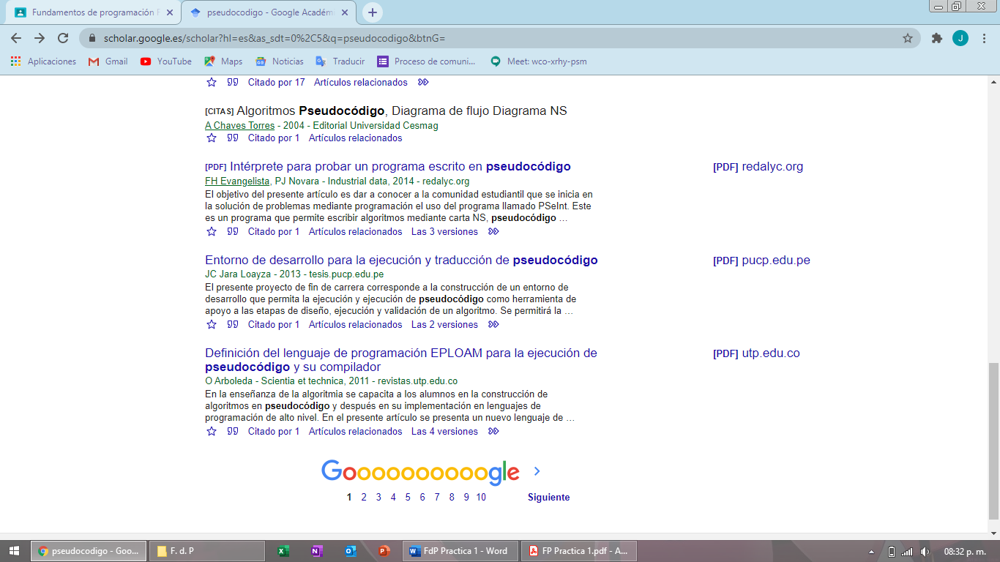 Fundamentos de programación F
pseudocodigo - Google Académi
scholar.google.es/scholar?hl=es&as_sdt=0%2C5&q=pseudocodigo&btnG=
J
Aplicaciones
Gmail
YouTube
Maps
Noticias
Traducir
Proceso de comuni...
Meet: wco-xrhy-psm
Citado por 17 Artículos relacionados
[CITAS] Algoritmos Pseudocódigo, Diagrama de flujo Diagrama NS
A Chaves Torres - 2004 - Editorial Universidad Cesmag
Citado por 1 Artículos relacionados
[PDF] Intérprete para probar un programa escrito en pseudocódigo
[PDF] redalyc.org
FH Evangelista, PJ Novara - Industrial data, 2014 - redalyc.org
El objetivo del presente artículo es dar a conocer a la comunidad estudiantil que se inicia en
la solución de problemas mediante programación el uso del programa llamado PSeInt. Este
es un programa que permite escribir algoritmos mediante carta NS, pseudocódigo …
Citado por 1 Artículos relacionados Las 3 versiones
Entorno de desarrollo para la ejecución y traducción de pseudocódigo
[PDF] pucp.edu.pe
JC Jara Loayza - 2013 - tesis.pucp.edu.pe
El presente proyecto de fin de carrera corresponde a la construcción de un entorno de
desarrollo que permita la ejecución y ejecución de pseudocódigo como herramienta de
apoyo a las etapas de diseño, ejecución y validación de un algoritmo. Se permitirá la …
Citado por 1 Artículos relacionados Las 2 versiones
Definición del lenguaje de programación EPLOAM para la ejecución de
pseudocódigo y su compilador
[PDF] utp.edu.co
O Arboleda - Scientia et technica, 2011 - revistas.utp.edu.co
En la enseñanza de la algoritmia se capacita a los alumnos en la construcción de
algoritmos en pseudocódigo y después en su implementación en lenguajes de
programación de alto nivel. En el presente artículo se presenta un nuevo lenguaje de …
Citado por 1 Artículos relacionados Las 4 versiones
Goooooooooogle
1 2 3 4 5 6 7 8 9 10 Siguiente
pseudocodigo - Goo...
F. d. P
FdP Practica 1 - Word
FP Practica 1.pdf - A...
08:32 p. m.